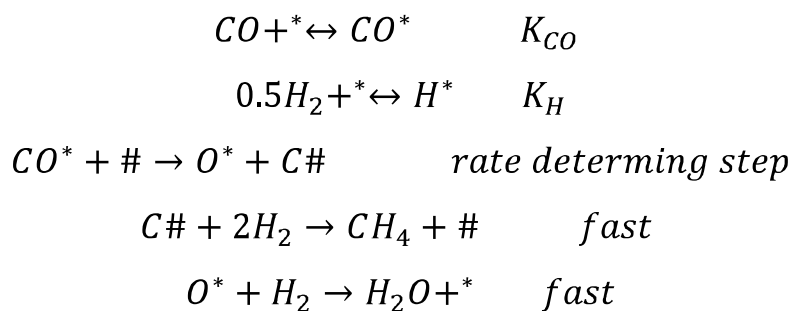 CO+*↔ CO* K_CO
0.5H₂+*↔ H* K_H
CO* + # → O* + C# rate determing step
C# + 2H₂ → CH₄ + # fast
O* + H₂ → H₂O+* fast